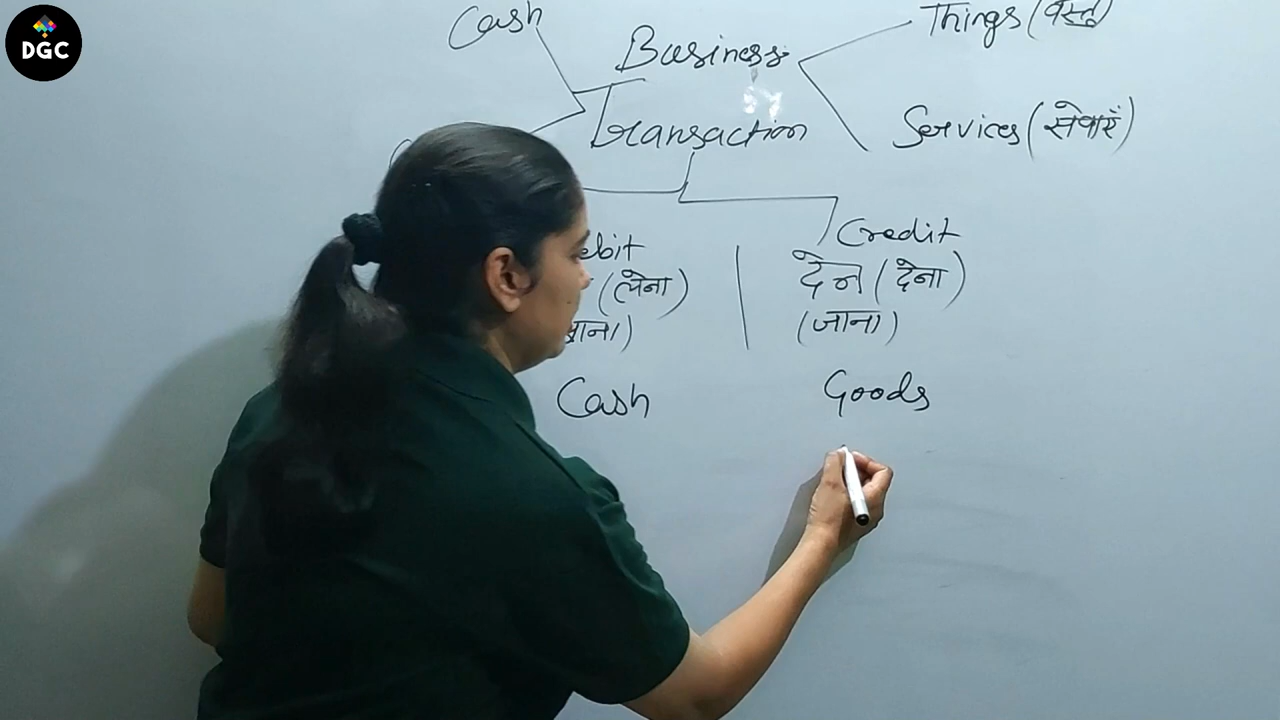 DGC
Cash
Business
Things (वस्तु)
Transaction
Services (सेवाएं)
Credit
(लेना)
देन (देना)
(जाना)
Cash
Goods